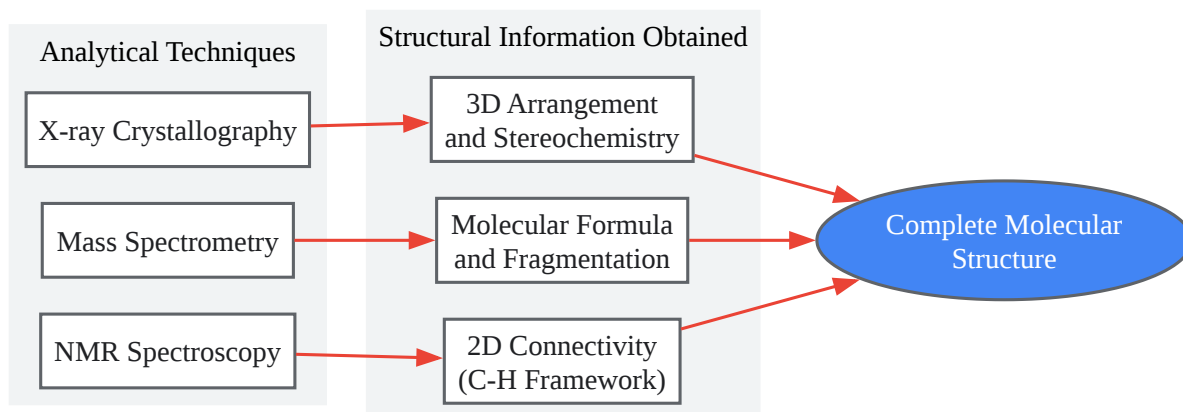 Analytical Techniques
X-ray Crystallography
Mass Spectrometry
NMR Spectroscopy
Structural Information Obtained
3D Arrangement
and Stereochemistry
Molecular Formula
and Fragmentation
2D Connectivity
(C-H Framework)
Complete Molecular
Structure